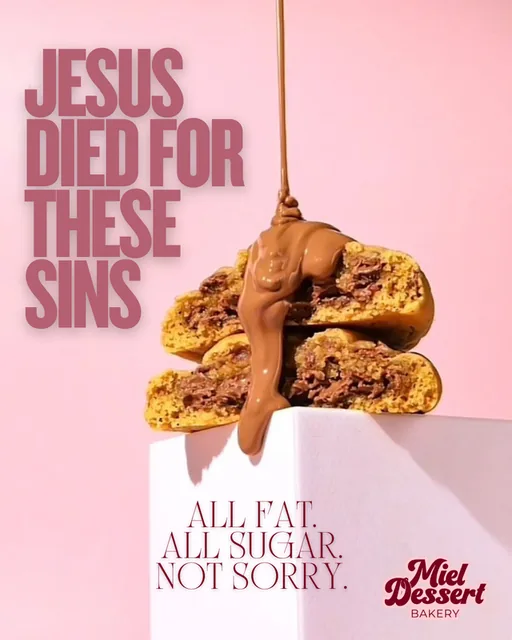 JESUS
DIED FOR
THESE
SINS
ALL FAT.
ALL SUGAR.
NOT SORRY.
Miel
Dessert
BAKERY